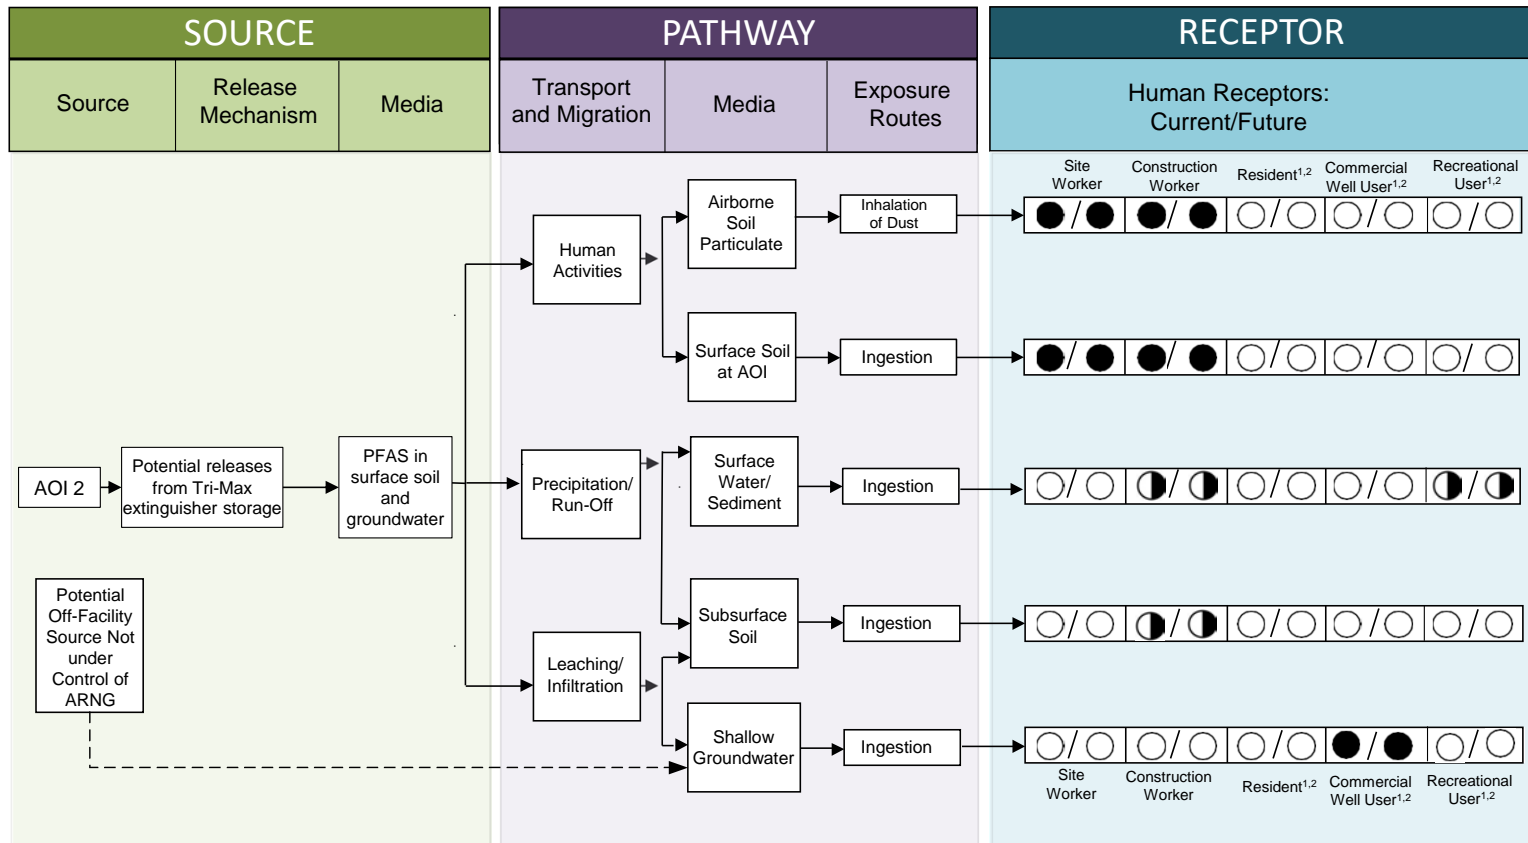 SOURCE
PATHWAY
RECEPTOR
Source
Release
Mechanism
Media
Transport
and Migration
Media
Exposure
Routes
Human Receptors:
Current/Future
Site
Worker
Construction
Worker
Resident1,2
Commercial
Well User1,2
Recreational
User1,2
Airborne
Soil
Particulate
Inhalation
of Dust
Human
Activities
Surface Soil
at AOI
Ingestion
AOI 2
Potential releases
from Tri-Max
extinguisher storage
PFAS in
surface soil
and
groundwater
Precipitation/
Run-Off
Surface
Water/
Sediment
Ingestion
Potential
Off-Facility
Source Not
under
Control of
ARNG
Leaching/
Infiltration
Subsurface
Soil
Ingestion
Shallow
Groundwater
Ingestion
Site
Worker
Construction
Worker
Resident1,2
Commercial
Well User1,2
Recreational
User1,2